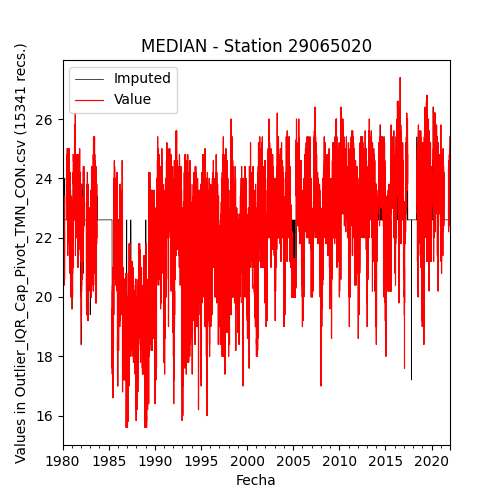 MEDIAN - Station 29065020
Values in Outlier_IQR_Cap_Pivot_TMN_CON.csv (15341 recs.)
Imputed
Value
26
24
22
20
18
16
1980 1985 1990 1995 2000 2005 2010 2015 2020
Fecha